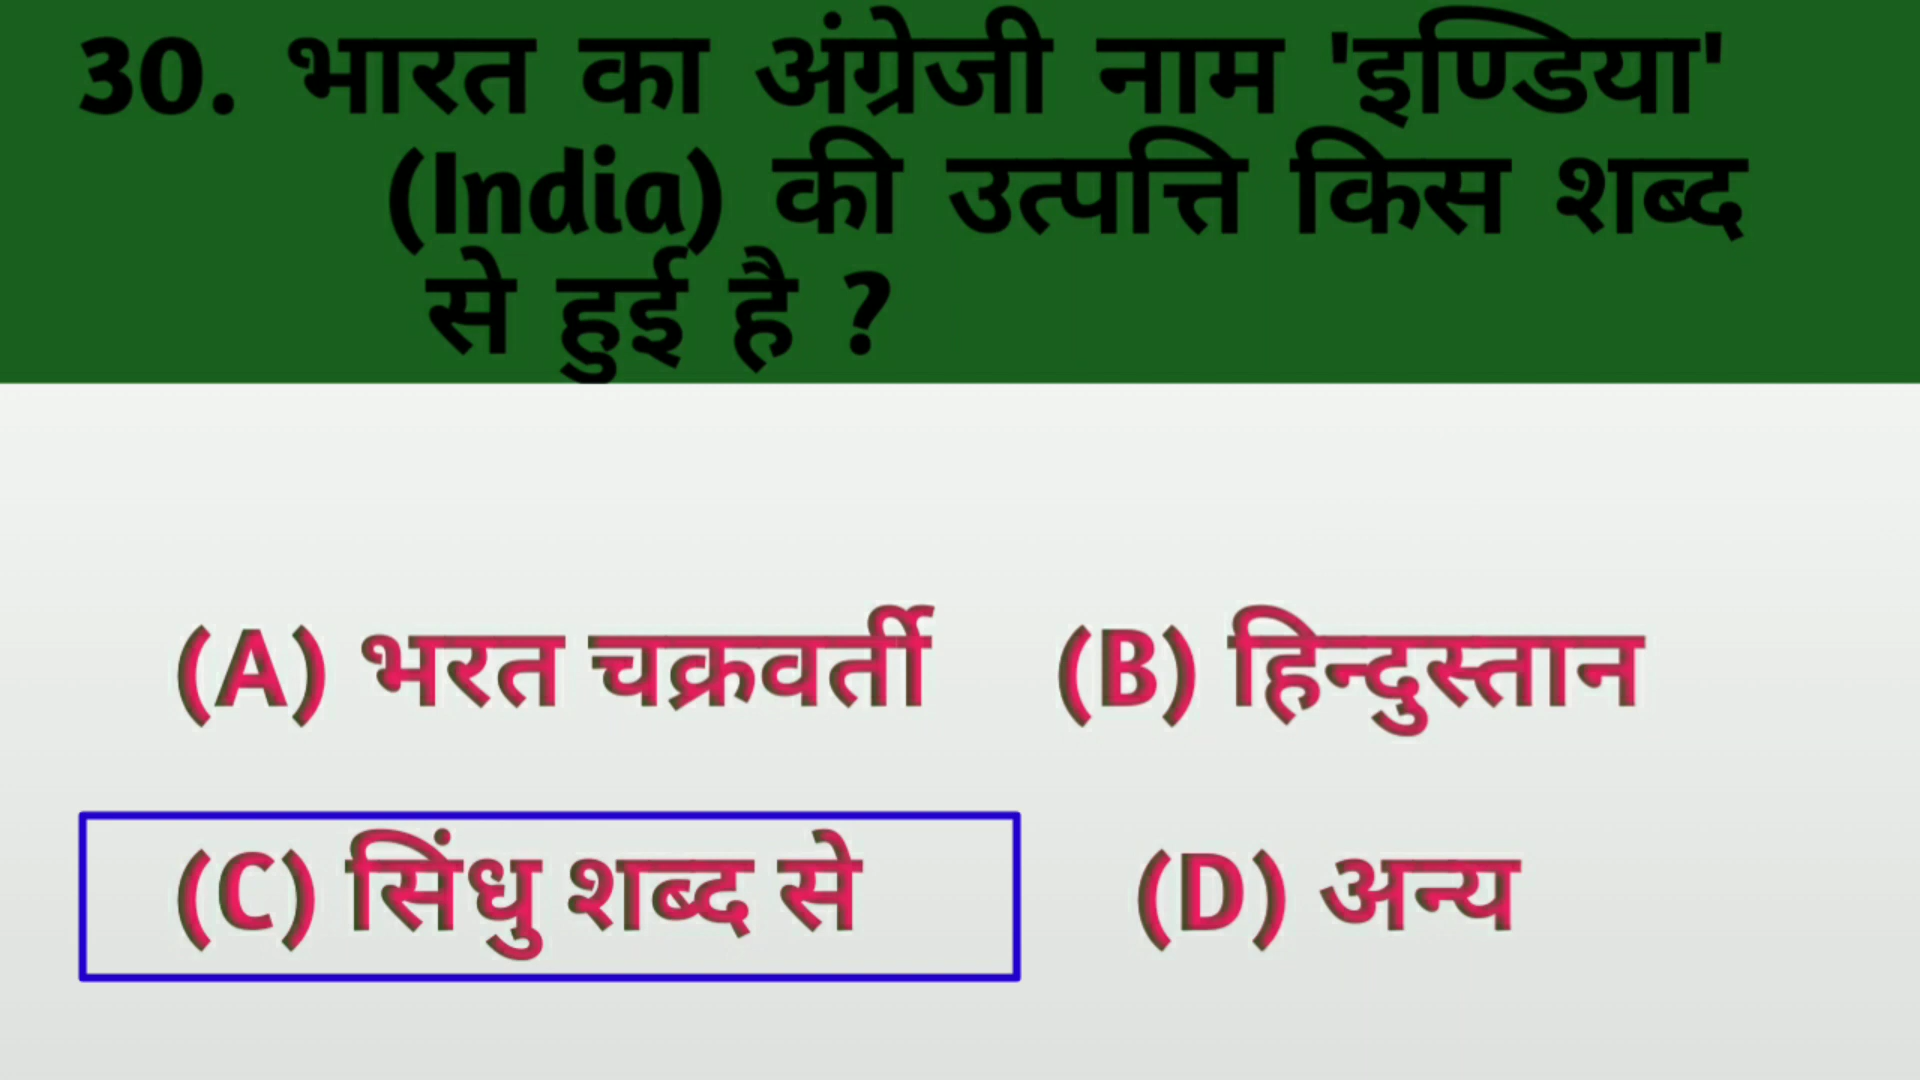 30. भारत का अंग्रेजी नाम 'इण्डिया'
(India) की उत्पत्ति किस शब्द
से हुई है ?
(A) भरत चक्रवर्ती (B) हिन्दुस्तान
(C) सिंधु शब्द से (D) अन्य